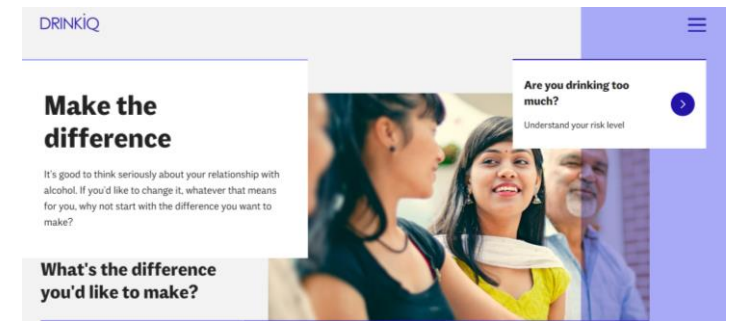 DRINKiQ
Make the
difference
It's good to think seriously about your relationship with
alcohol. If you'd like to change it, whatever that means
for you, why not start with the difference you want to
make?
Are you drinking too
much?
Understand your risk level
What's the difference
you'd like to make?